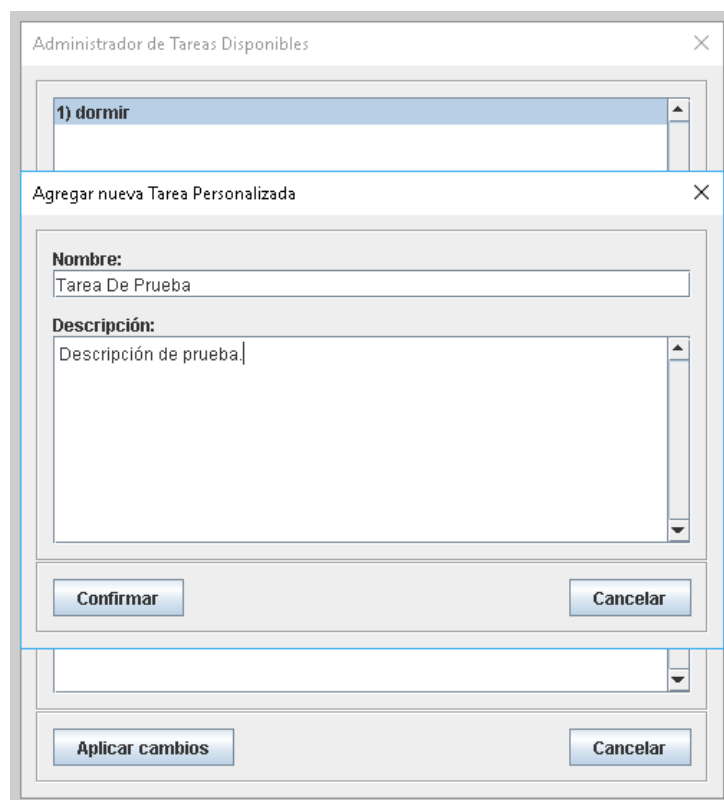 Administrador de Tareas Disponibles
1) dormir
Agregar nueva Tarea Personalizada
Nombre:
Tarea De Prueba
Descripción:
Descripción de prueba.
Confirmar
Cancelar
Aplicar cambios
Cancelar